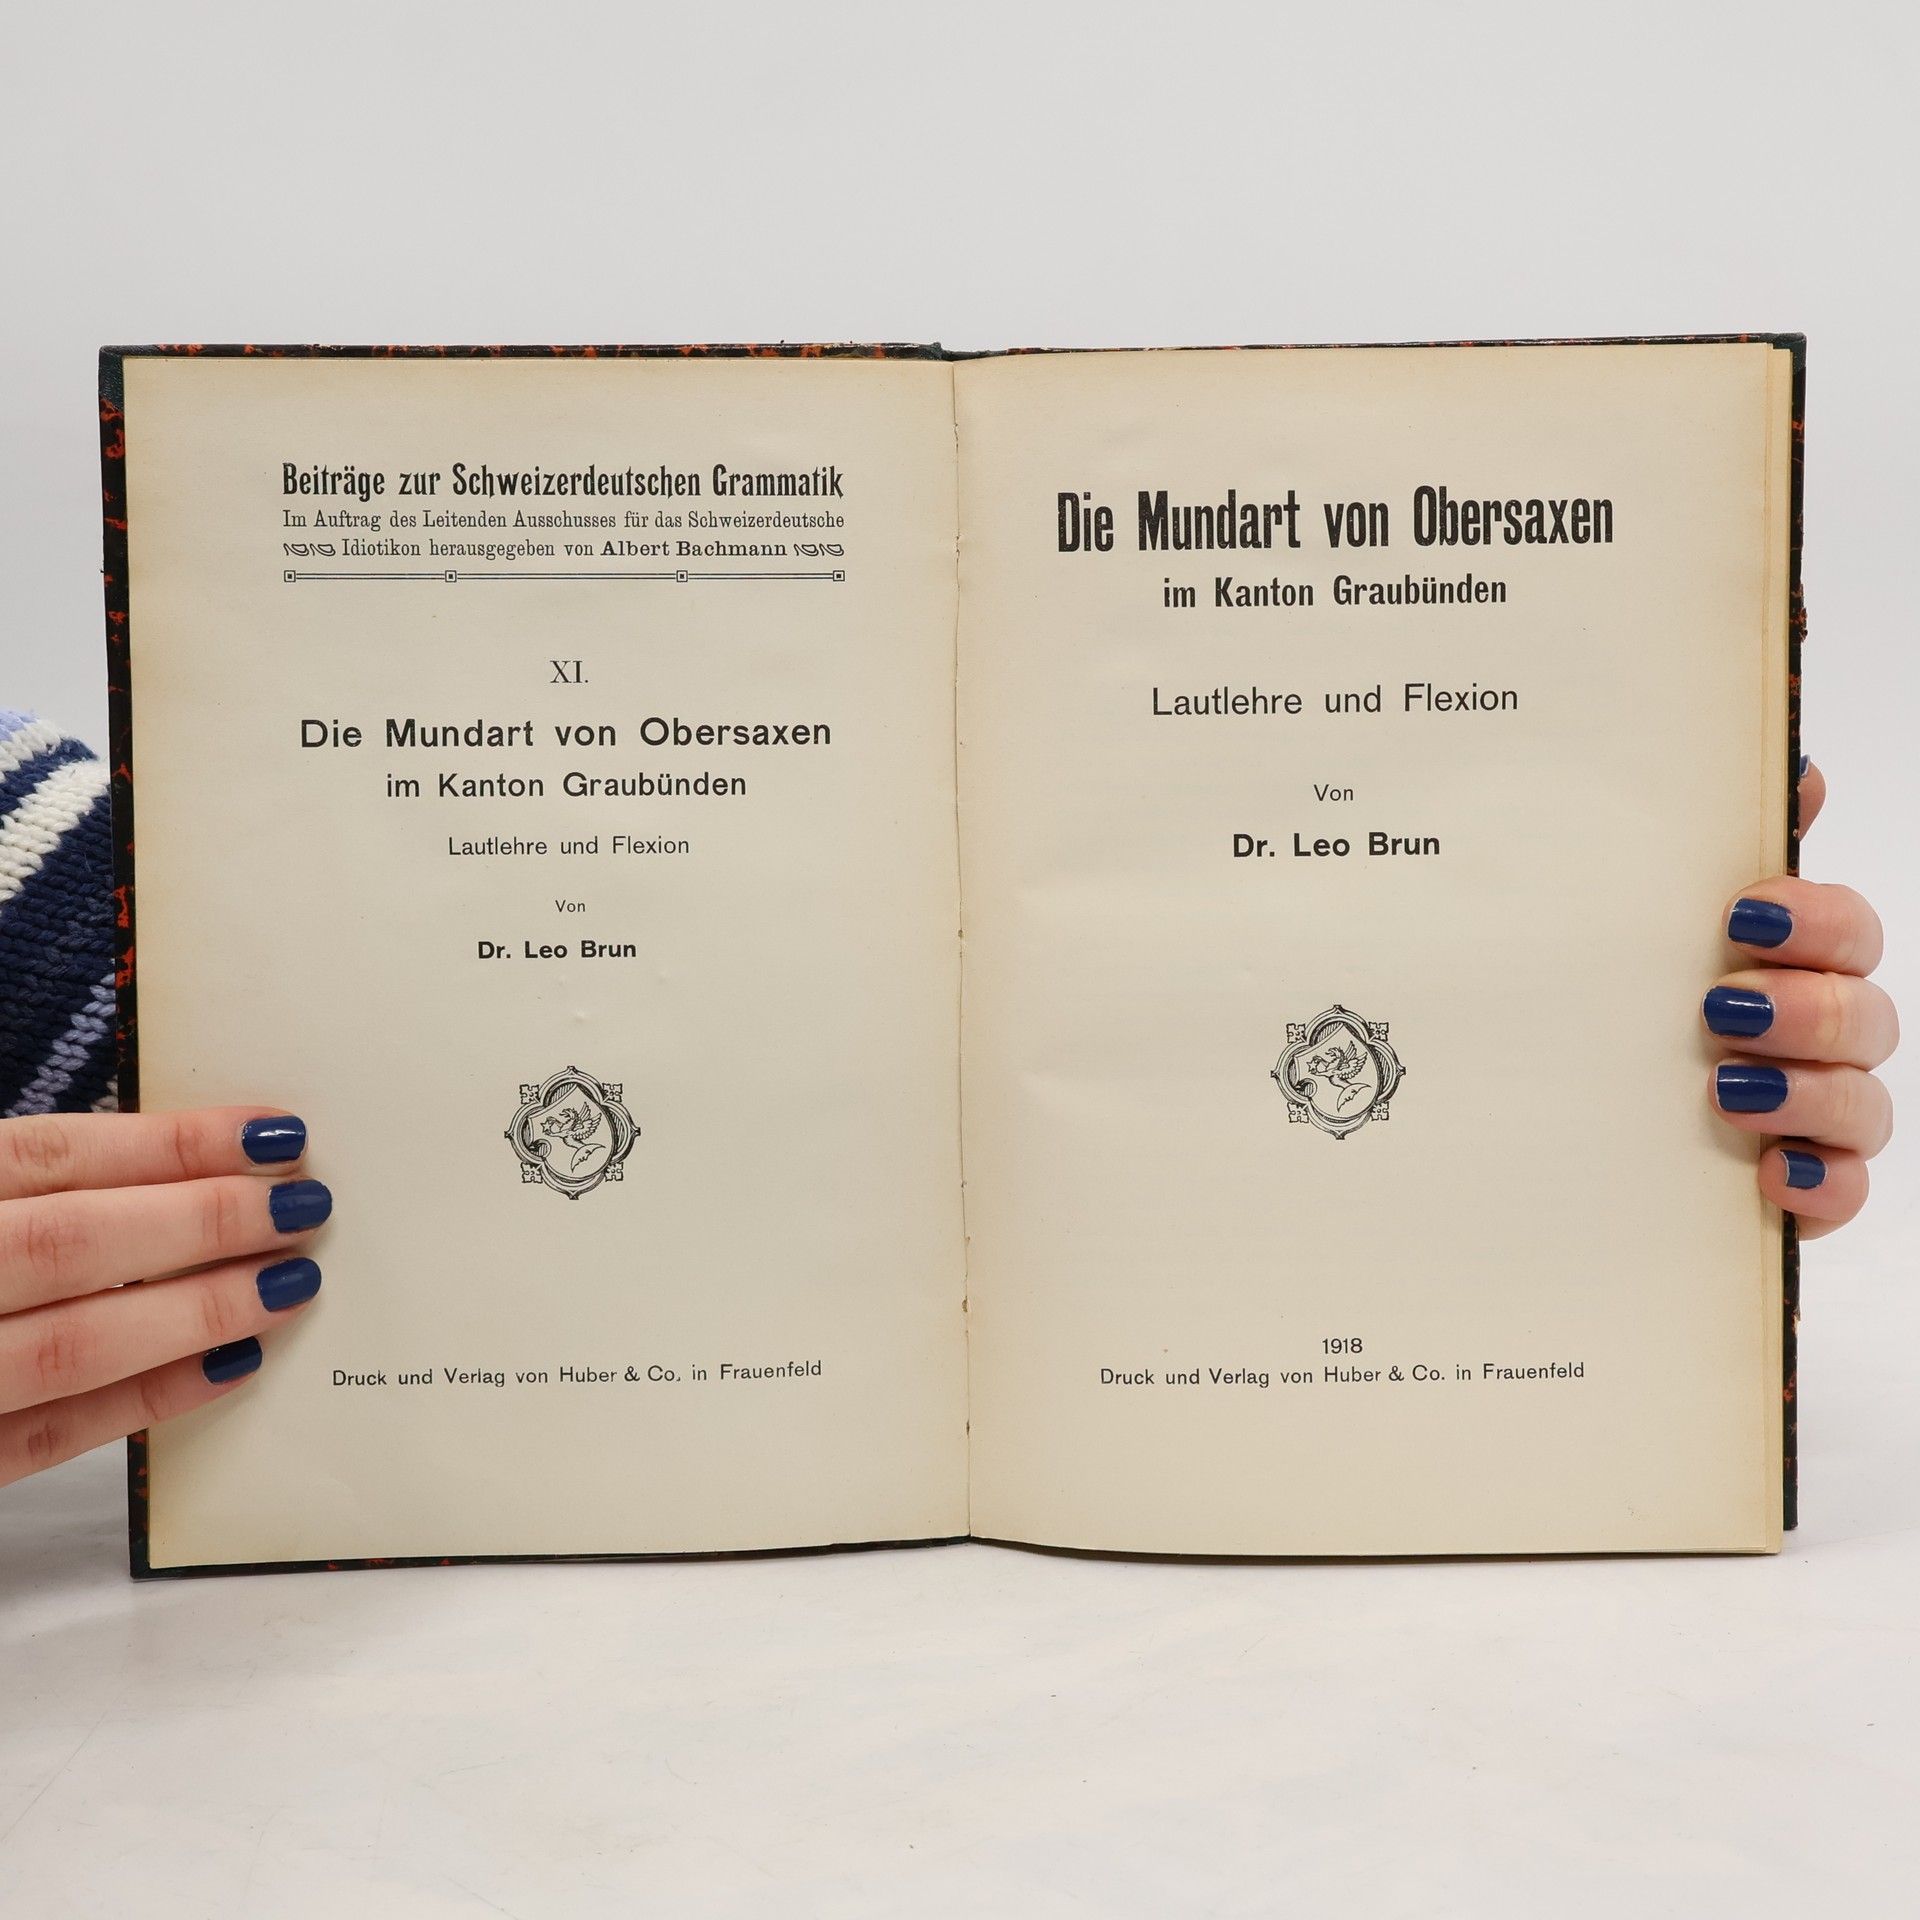 Beiträge zur Schweizerdeutschen Grammatik
Im Auftrag des Leitenden Ausschusses für das Schweizerdeutsche
Idiotikon herausgegeben von Albert Bachmann
XI.
Die Mundart von Obersaxen
im Kanton Graubünden
Lautlehre und Flexion
Von
Dr. Leo Brun
Druck und Verlag von Huber & Co. in Frauenfeld
Die Mundart von Obersaxen
im Kanton Graubünden
Lautlehre und Flexion
Von
Dr. Leo Brun
1918
Druck und Verlag von Huber & Co. in Frauenfeld